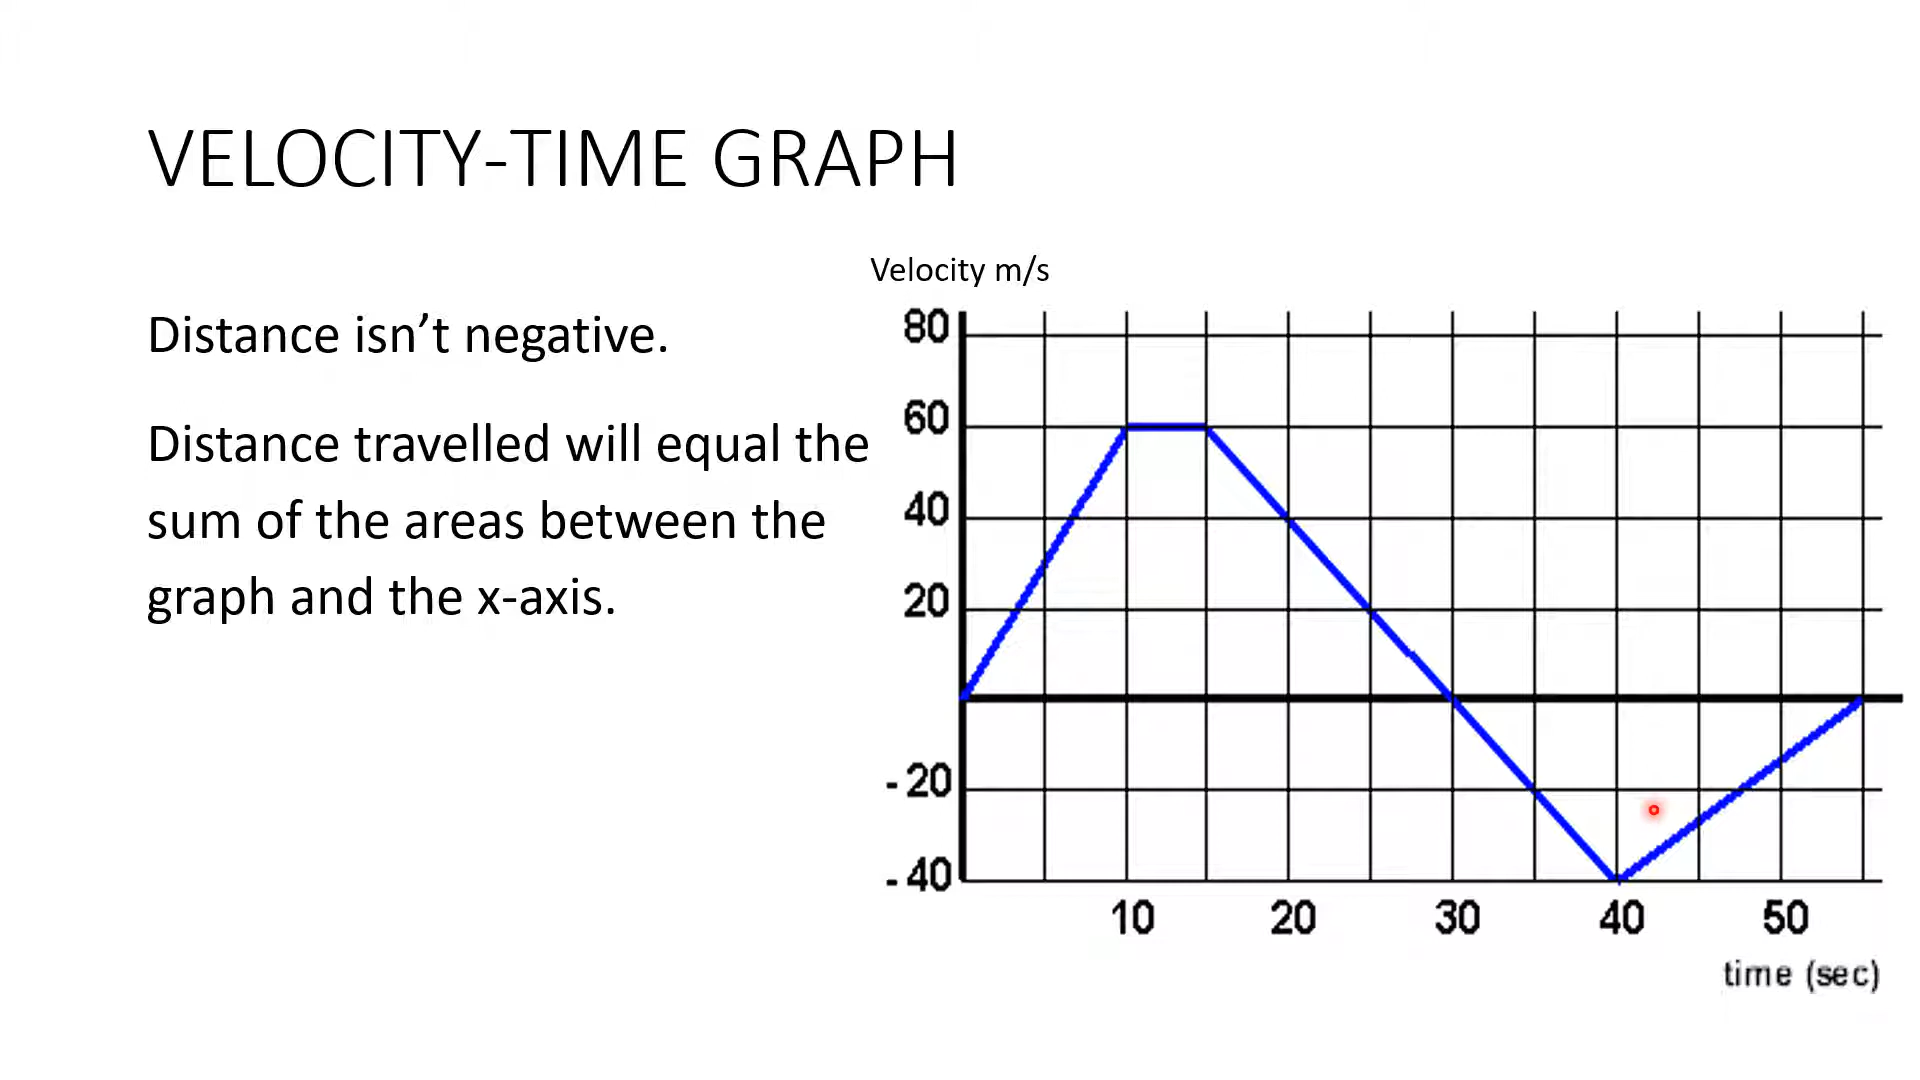 VELOCITY-TIME GRAPH
Distance isn’t negative.
Distance travelled will equal the
sum of the areas between the
graph and the x-axis.
Velocity m/s
80
60
40
20
-20
-40
10 20 30 40 50
time (sec)